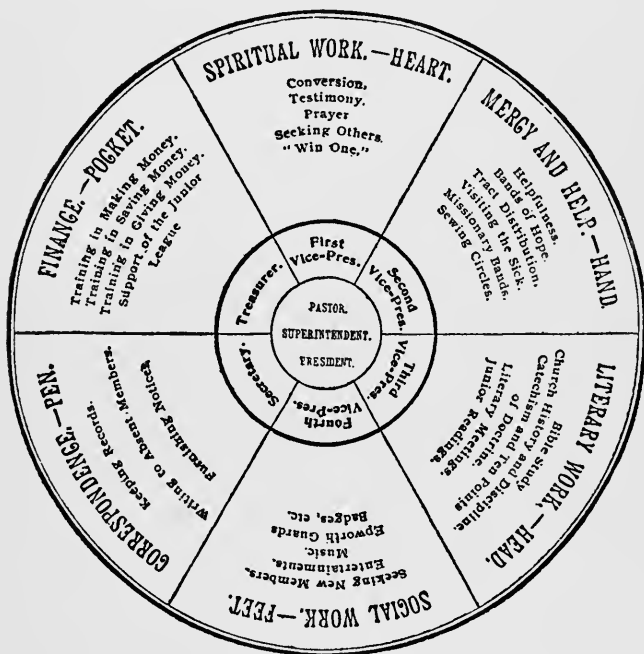 SPIRITUAL WORK.—HEART.
Conversion,
Testimony.
Prayer
Seeking Others.
"Win One,"
MERCY AND HELP.—HAND.
Helpfulness.
Bands of Hope.
Tract Distribution,
Visiting the Sick.
Missionary Bands.
Sewing Circles.
LITERARY WORK,—HEAD.
Bible Study
Church History and Discipline.
Catechism and Ten Points
of Doctrine.
Literary Meetings.
Junior Readings,
SOCIAL WORK.—FEET.
Seeking New Members,
Entertainments.
Music.
Epworth Guards
Badges, etc.
CORRESPONDENCE.—PEN.
Keeping Records.
Writing to Absent Members.
Furnishing Notices,
FINANCE.—POCKET.
Training in Making Money.
Training in Saving Money.
Training in Giving Money.
Support of the Junior
League
First
Vice-Pres.
Second
Vice-Pres.
Third
Vice-Pres
Fourth
Vice-Pres.
Secretary.
Treasurer.
PASTOR.
SUPERINTENDENT.
PRESIDENT.